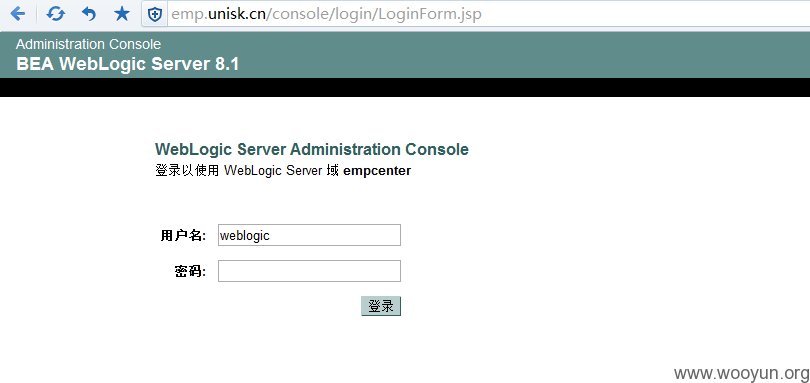 emp.unisk.cn/console/login/LoginForm.jsp
Administration Console
BEA WebLogic Server 8.1
WebLogic Server Administration Console
登录以使用 WebLogic Server 域 empcenter
用户名: weblogic
密码:
登录
www.wooyun.org